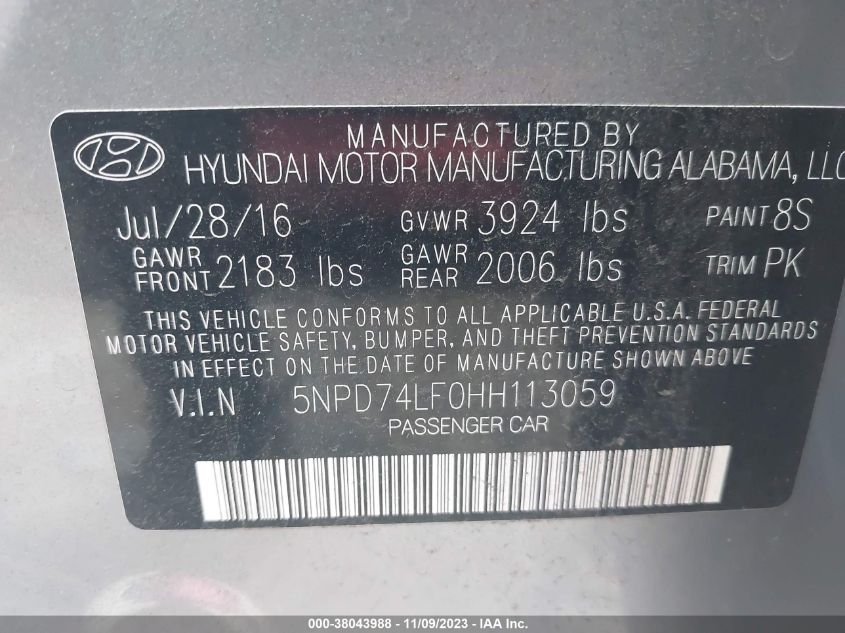 MANUFACTURED BY
HYUNDAI MOTOR MANUFACTURING ALABAMA, LLC
Jul/28/16 GVWR 3924 lbs PAINT 8S
GAWR FRONT 2183 lbs GAWR REAR 2006 lbs TRIM PK
THIS VEHICLE CONFORMS TO ALL APPLICABLE U.S.A. FEDERAL
MOTOR VEHICLE SAFETY, BUMPER, AND THEFT PREVENTION STANDARDS
IN EFFECT ON THE DATE OF MANUFACTURE SHOWN ABOVE
V.I.N 5NPD74LF0HH113059
PASSENGER CAR
000-38043988 - 11/09/2023 - IAA Inc.